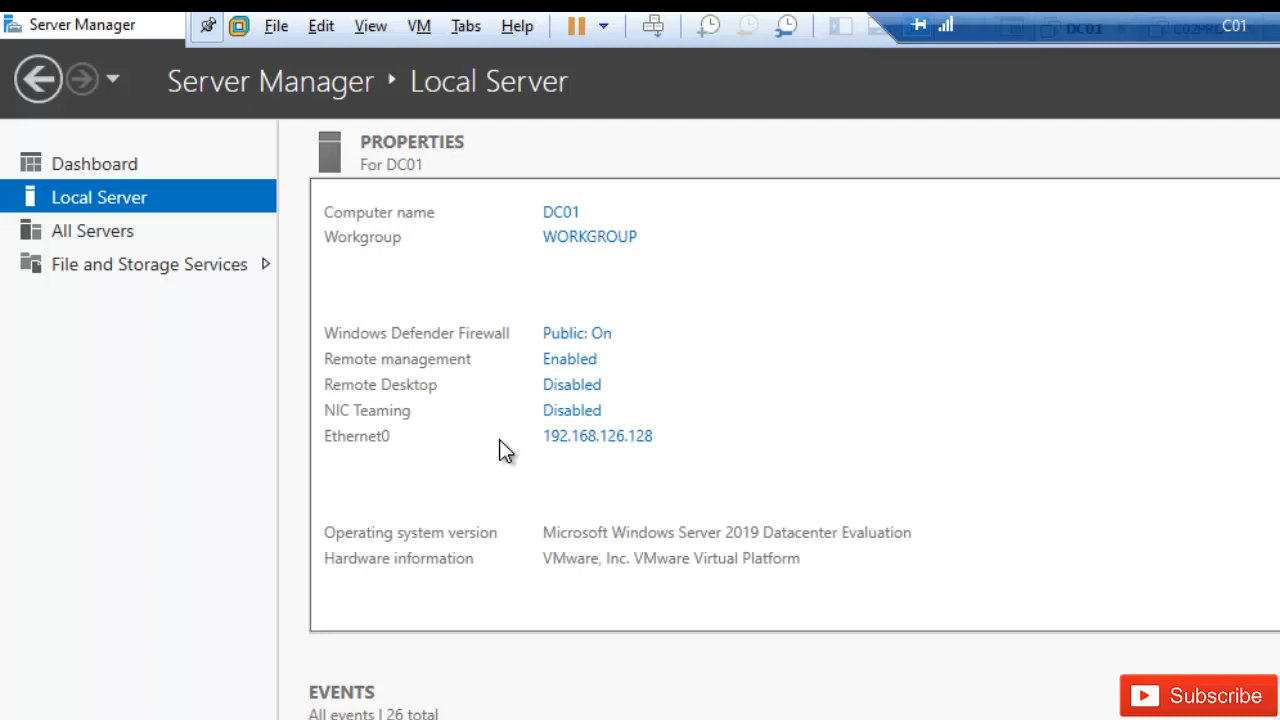 Server Manager
File Edit View VM Tabs Help
C01
Server Manager ‣ Local Server
Dashboard
Local Server
All Servers
File and Storage Services
PROPERTIES
For DC01
Computer name DC01
Workgroup WORKGROUP
Windows Defender Firewall Public: On
Remote management Enabled
Remote Desktop Disabled
NIC Teaming Disabled
Ethernet0 192.168.126.128
Operating system version Microsoft Windows Server 2019 Datacenter Evaluation
Hardware information VMware, Inc. VMware Virtual Platform
EVENTS
All events | 26 total
Subscribe